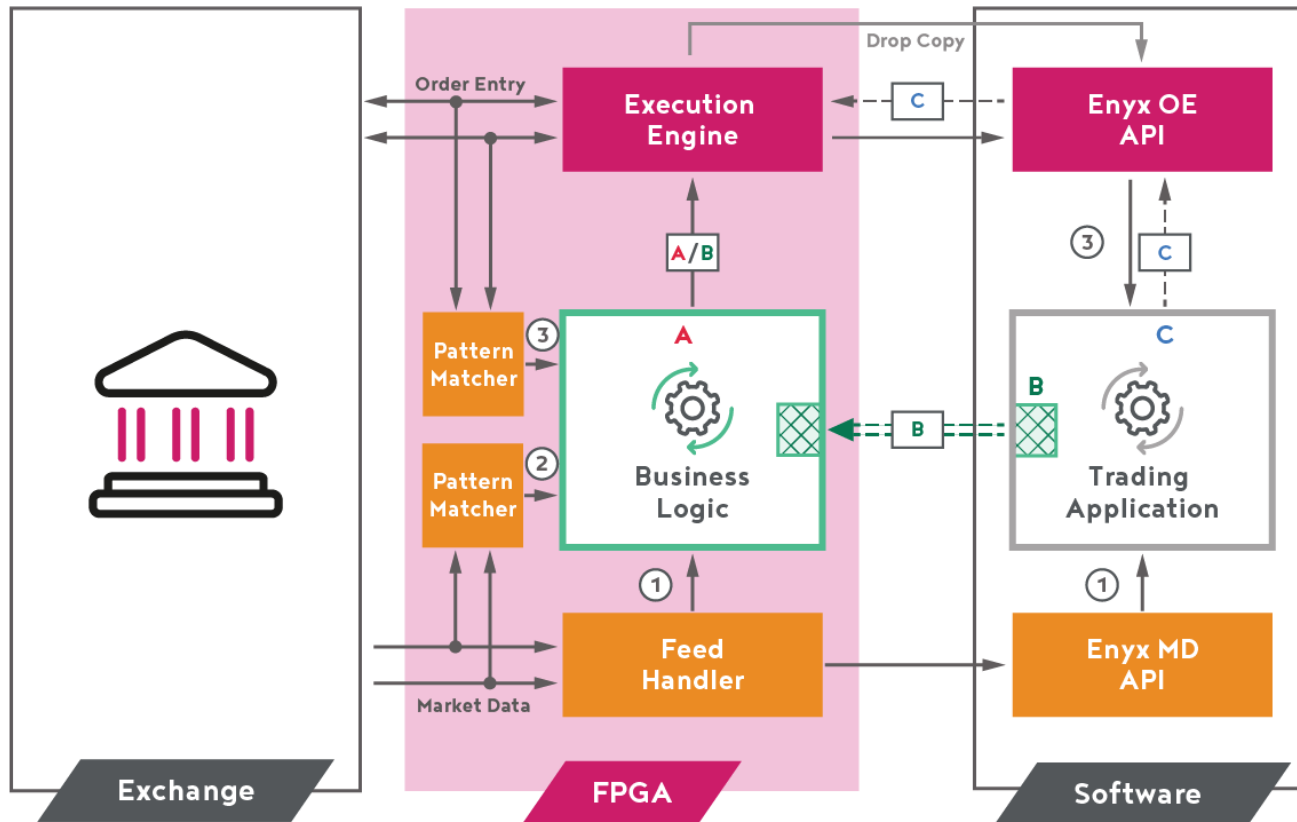 Drop Copy
Order Entry
Execution
Engine
C
Enyx OE
API
A/B
3
C
Pattern
Matcher
3
A
Business
Logic
B
B
C
Trading
Application
Pattern
Matcher
2
1
1
Feed
Handler
Enyx MD
API
Market Data
Exchange
FPGA
Software